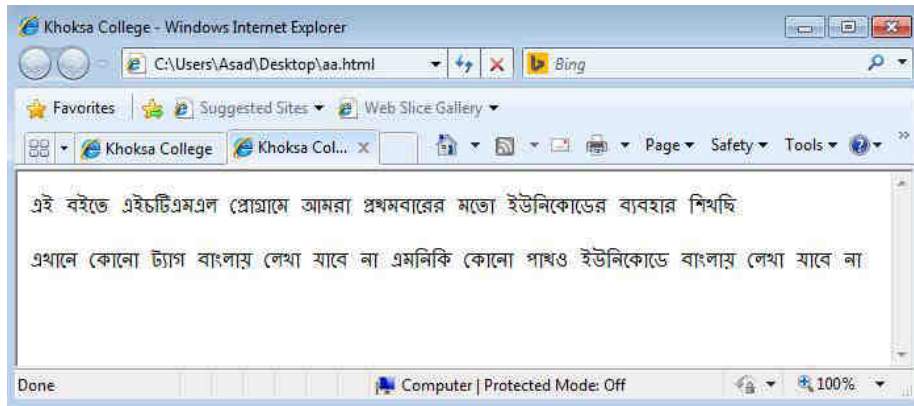 Khoksa College - Windows Internet Explorer
C:\Users\Asad\Desktop\aa.html Bing
Favorites Suggested Sites Web Slice Gallery
Khoksa College Khoksa Col... X Page Safety Tools
এই বইতে এইচটিএমএল প্রোগ্রামে আমরা প্রথমবারের মতো ইউনিকোডের ব্যবহার শিখছি
এখানে কোনো ট্যাগ বাংলায় লেখা যাবে না এমনিকি কোনো পাথও ইউনিকোডে বাংলায় লেখা যাবে না
Done Computer | Protected Mode: Off 100%